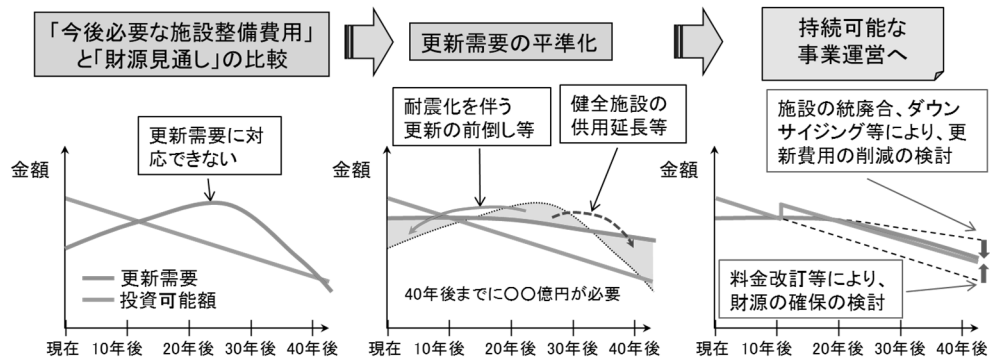 「今後必要な施設整備費用」
と「財源見通し」の比較
更新需要の平準化
持続可能な
事業運営へ
更新需要に対
応できない
金額
更新需要
投資可能額
現在
10年後
20年後
30年後
40年後
耐震化を伴う
更新の前倒し等
健全施設の
供用延長等
金額
40年後までに〇〇億円が必要
現在
10年後
20年後
30年後
40年後
施設の統廃合、ダウン
サイジング等により、更
新費用の削減の検討
金額
料金改訂等により、
財源の確保の検討
現在
10年後
20年後
30年後
40年後